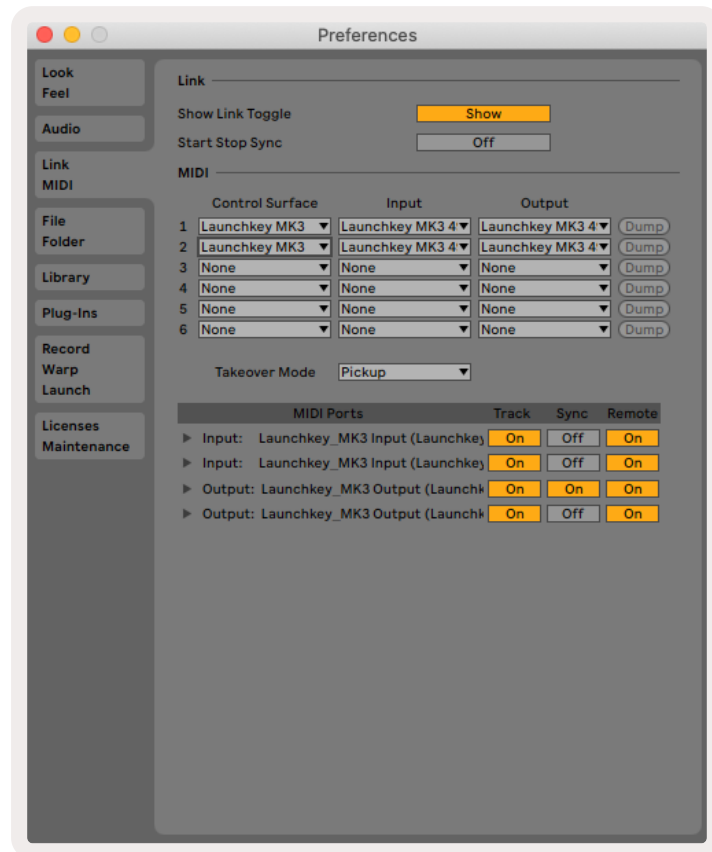 Preferences
Look
Feel
Audio
Link
MIDI
File
Folder
Library
Plug-Ins
Record
Warp
Launch
Licenses
Maintenance
Link
Show Link Toggle Show
Start Stop Sync Off
MIDI
Control Surface Input Output
1 Launchkey MK3 Launchkey MK3 4 Launchkey MK3 4 Dump
2 Launchkey MK3 Launchkey MK3 4 Launchkey MK3 4 Dump
3 None None None Dump
4 None None None Dump
5 None None None Dump
6 None None None Dump
Takeover Mode Pickup
MIDI Ports Track Sync Remote
Input: Launchkey_MK3 Input (Launchkey On Off On
Input: Launchkey_MK3 Input (Launchkey On Off On
Output: Launchkey_MK3 Output (Launchk On On On
Output: Launchkey_MK3 Output (Launchk On Off On